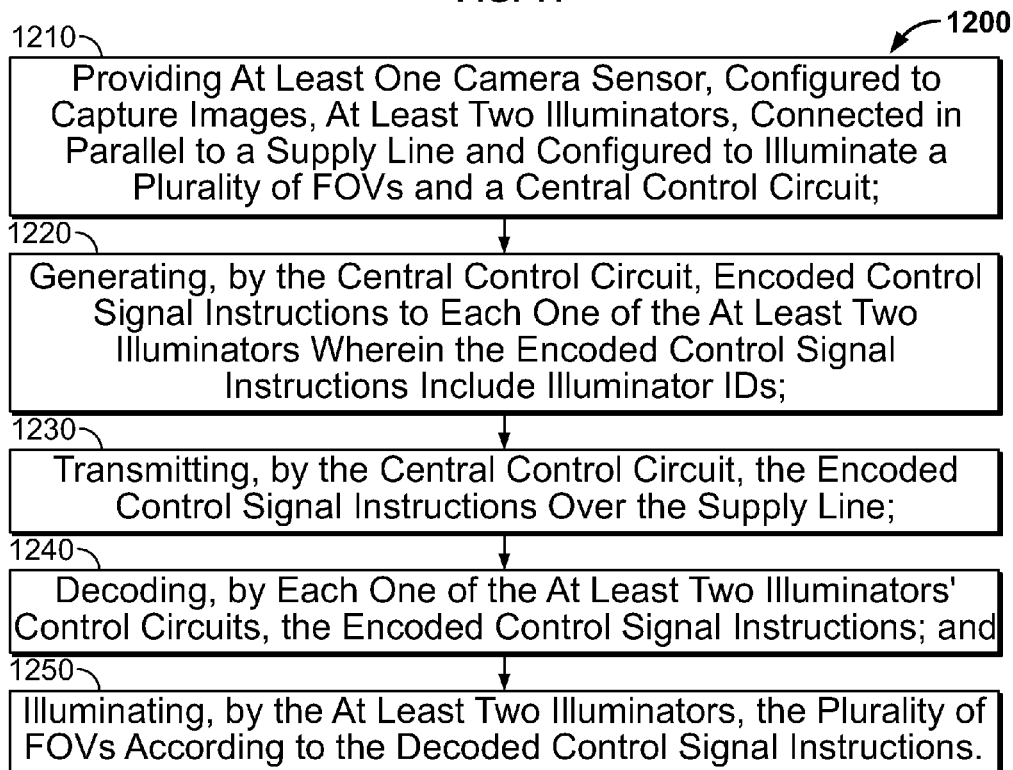 1200
1210
Providing At Least One Camera Sensor, Configured to
Capture Images, At Least Two Illuminators, Connected in
Parallel to a Supply Line and Configured to Illuminate a
Plurality of FOVs and a Central Control Circuit;
1220
Generating, by the Central Control Circuit, Encoded Control
Signal Instructions to Each One of the At Least Two
Illuminators Wherein the Encoded Control Signal
Instructions Include Illuminator IDs;
1230
Transmitting, by the Central Control Circuit, the Encoded
Control Signal Instructions Over the Supply Line;
1240
Decoding, by Each One of the At Least Two Illuminators'
Control Circuits, the Encoded Control Signal Instructions; and
1250
Illuminating, by the At Least Two Illuminators, the Plurality of
FOVs According to the Decoded Control Signal Instructions.